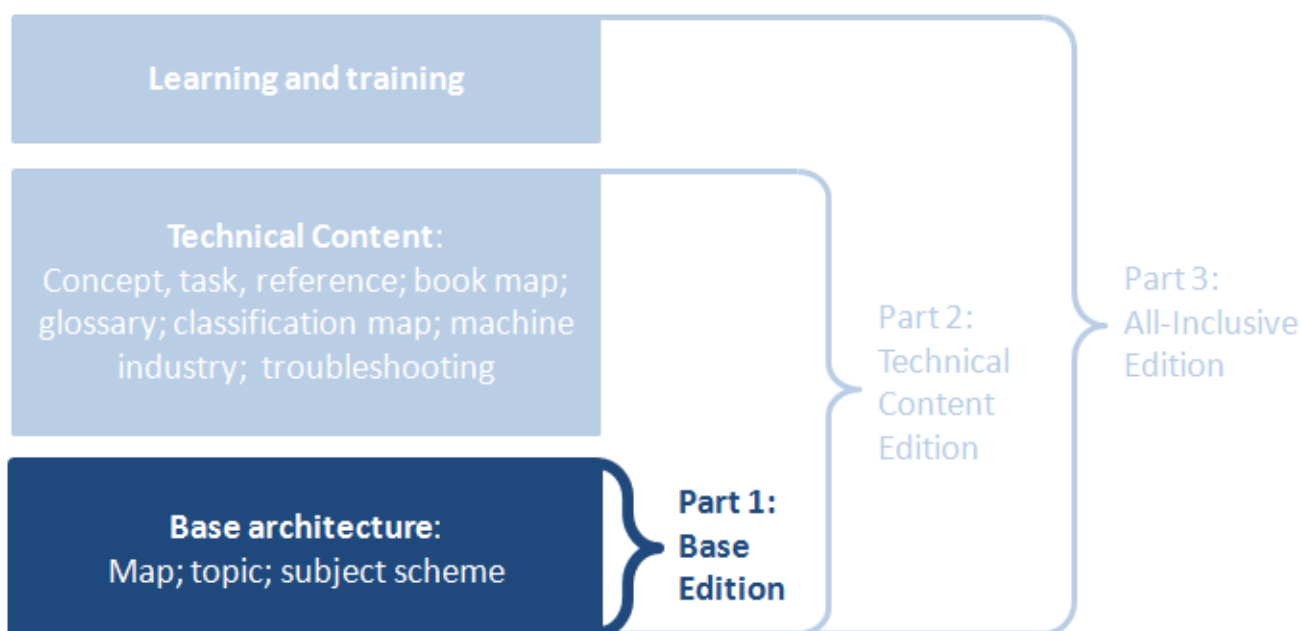 Learning and training
Technical Content:
Concept, task, reference; book map;
glossary; classification map; machine
industry; troubleshooting
Base architecture:
Map; topic; subject scheme
Part 1:
Base
Edition
Part 2:
Technical
Content
Edition
Part 3:
All-Inclusive
Edition